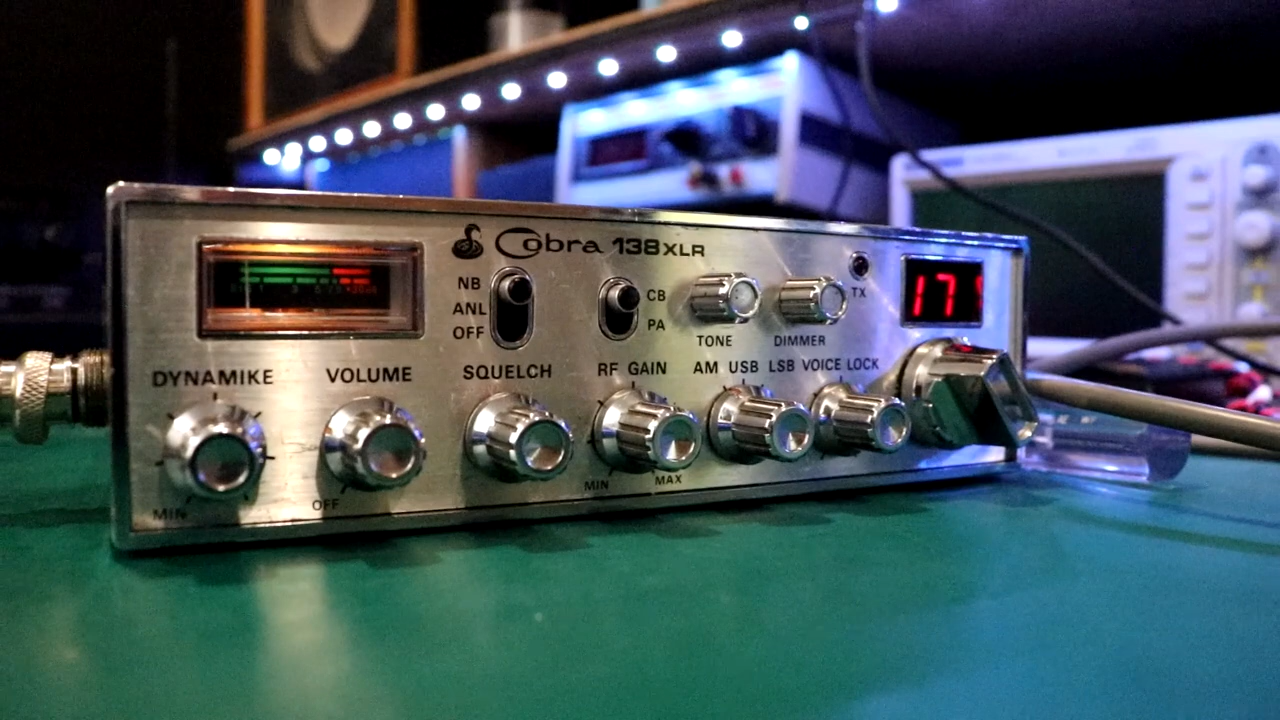 Cobra 138XLR
NB
ANL
OFF
CB
PA
TONE
DIMMER
TX
17
DYNAMIKE
VOLUME
SQUELCH
RF GAIN
AM USB LSB VOICE LOCK
MIN
OFF
MIN
MAX